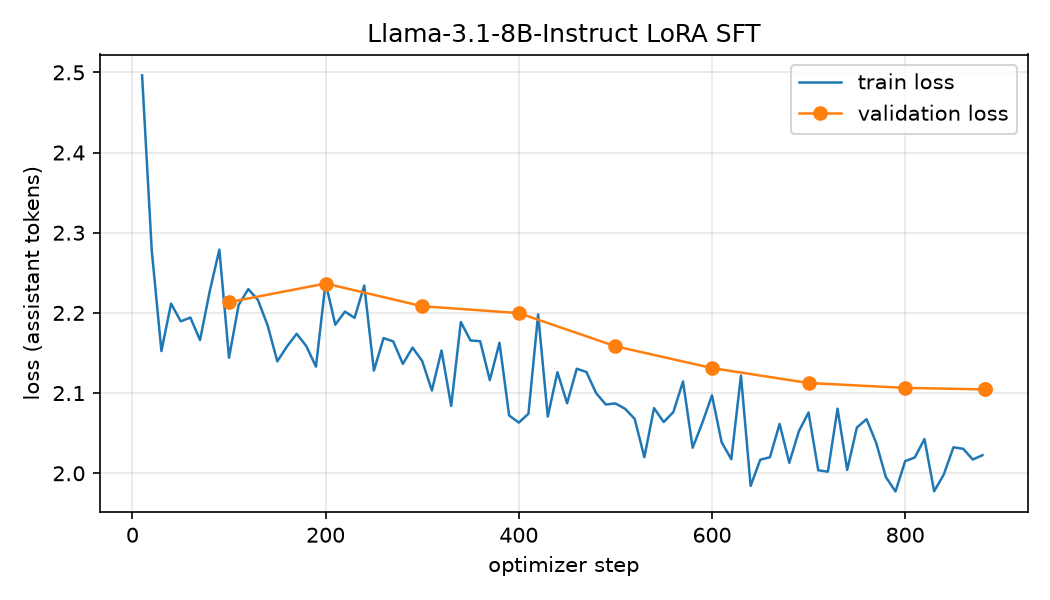 Llama-3.1-8B-Instruct LoRA SFT
train loss
validation loss
2.5
2.4
2.3
2.2
2.1
2.0
loss (assistant tokens)
0 200 400 600 800
optimizer step